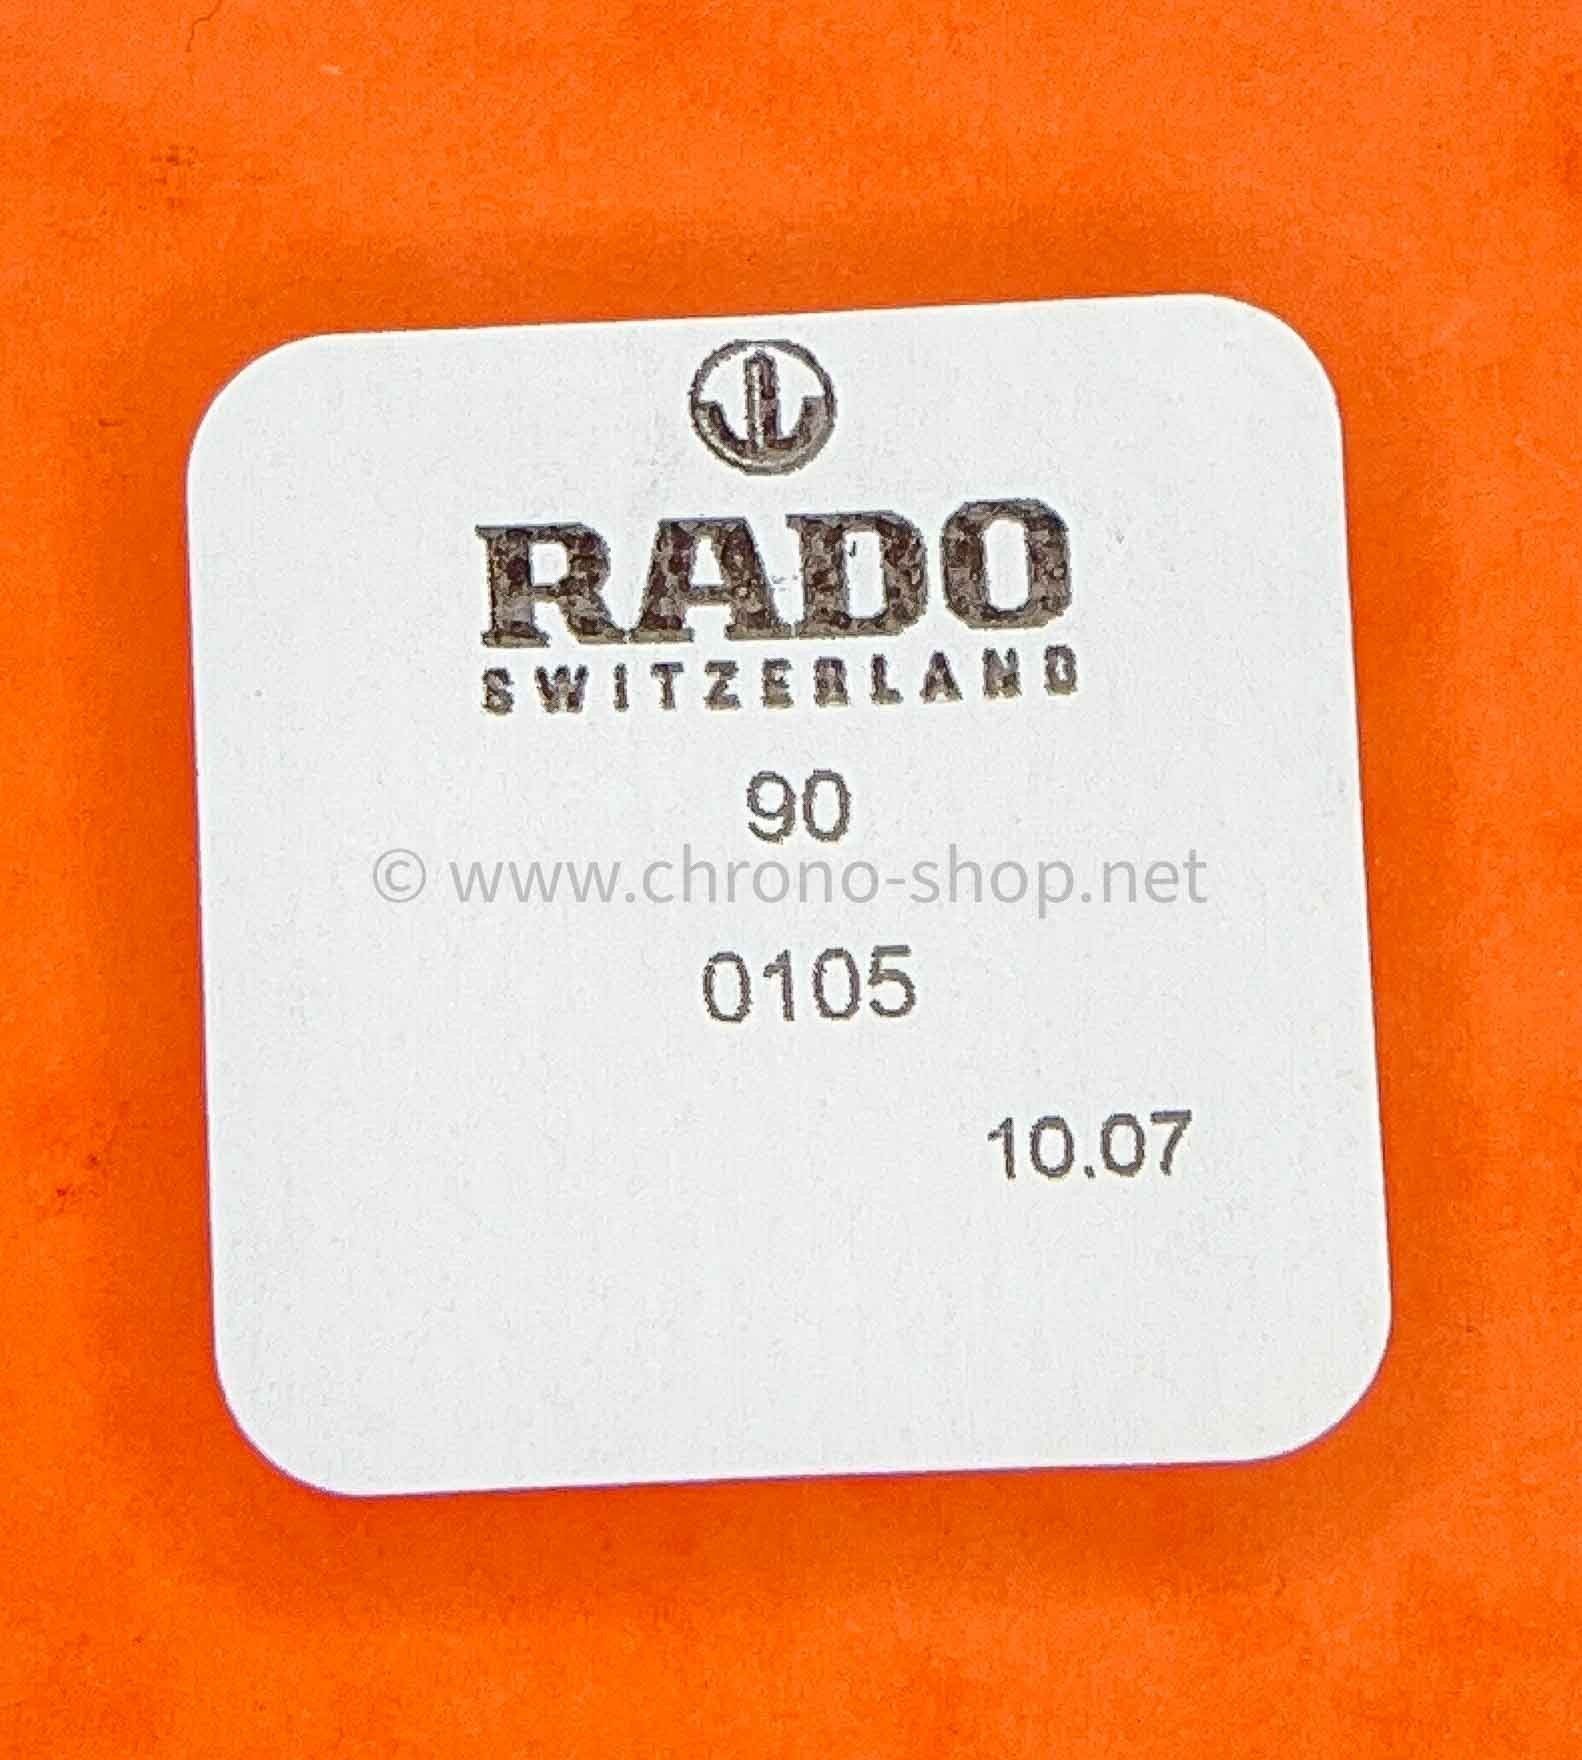 RADO
SWITZERLAND
90
© www.chrono-shop.net
0105
10.07